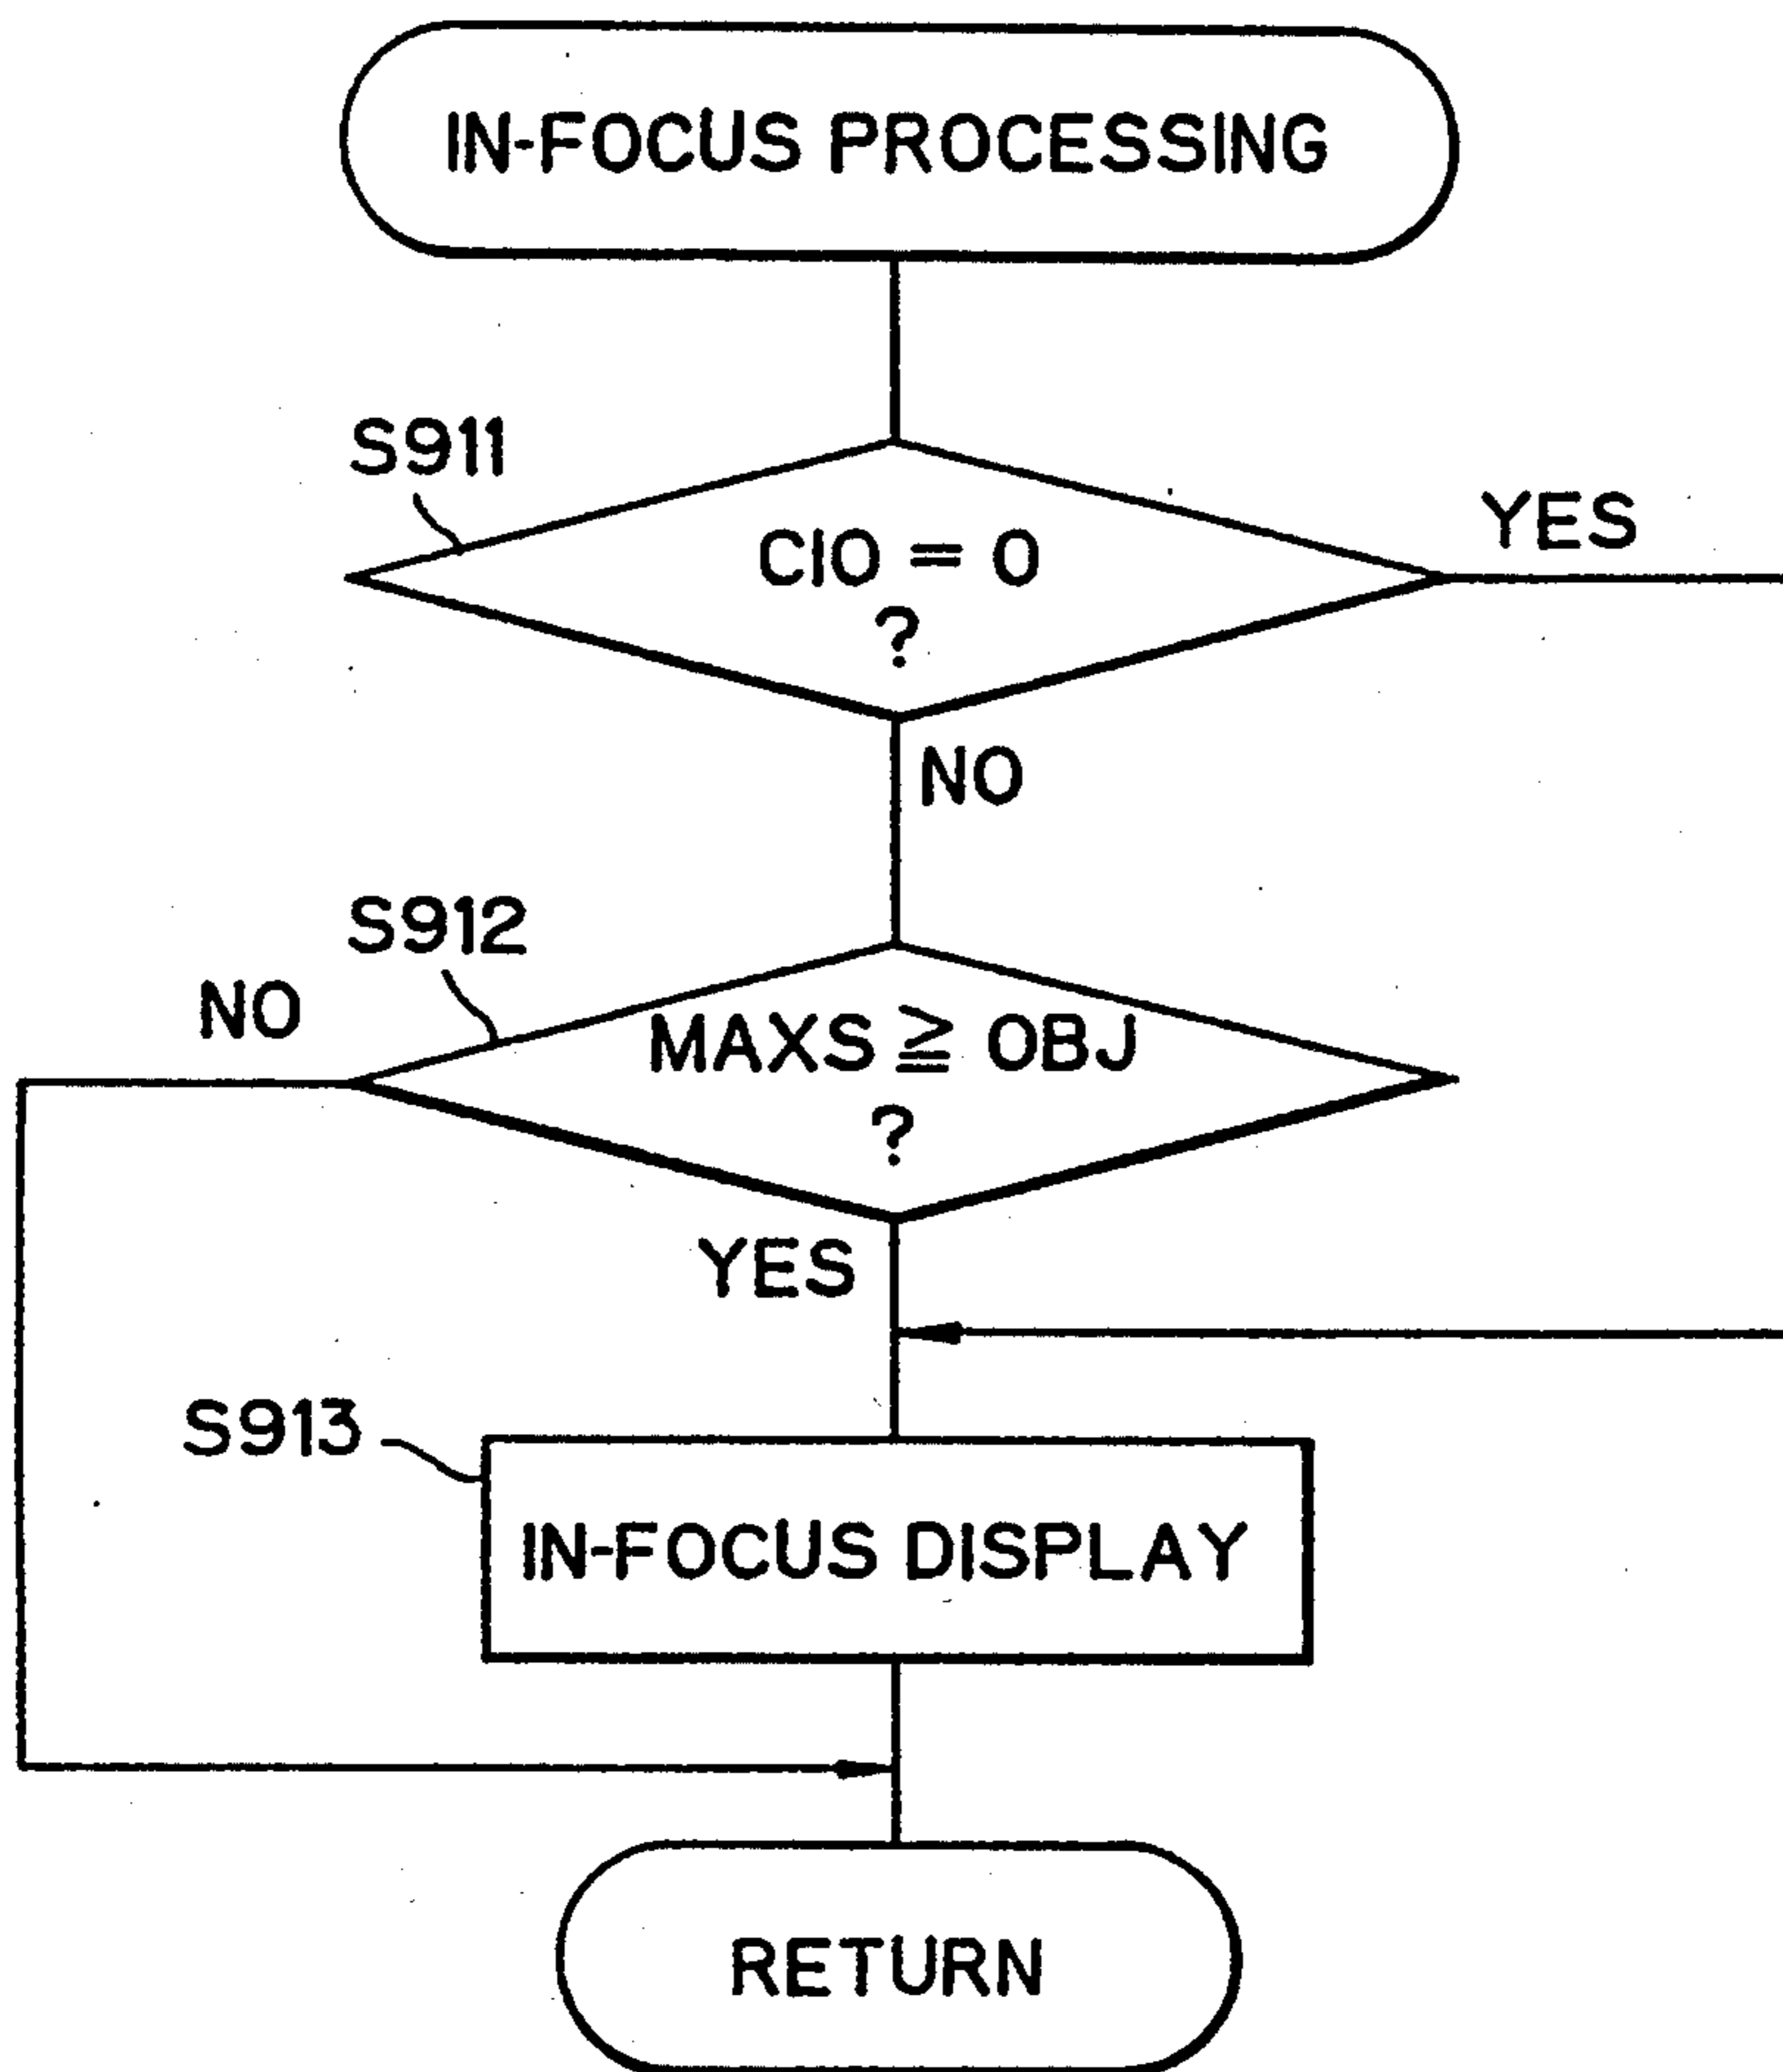 IN-FOCUS PROCESSING
S911
CIO = 0
?
YES
NO
S912
NO
MAXS ≧ OBJ
?
YES
S913
IN-FOCUS DISPLAY
RETURN